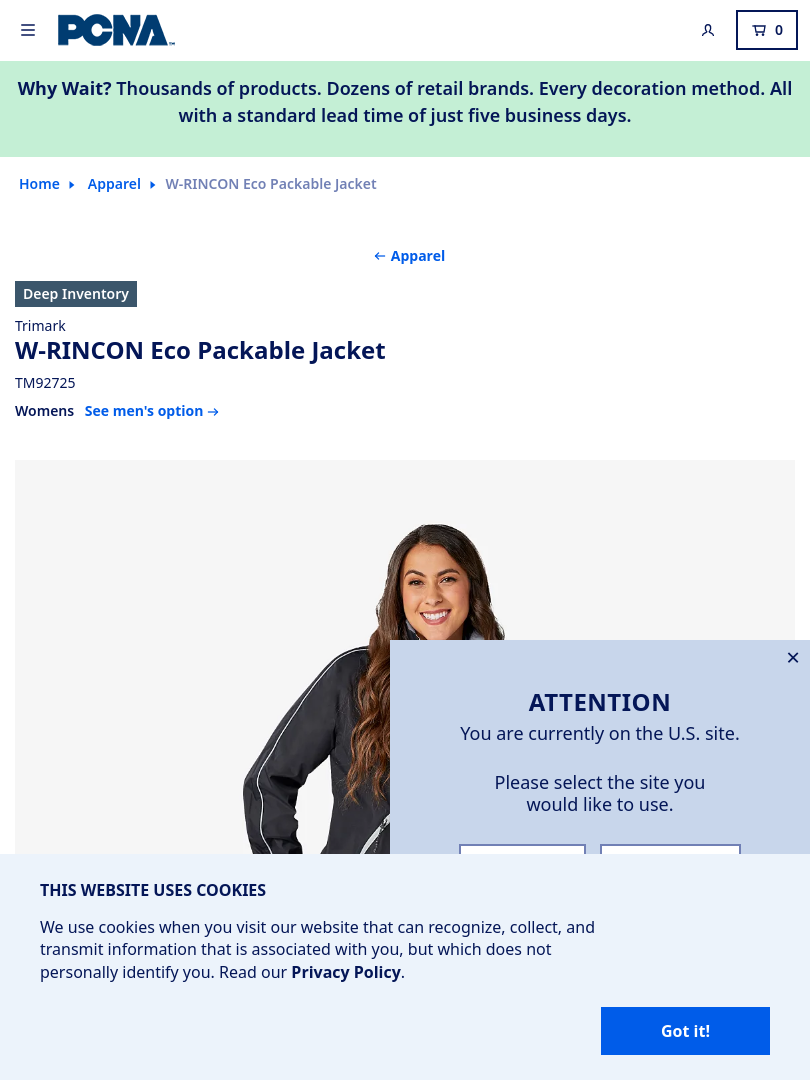 PCNA
0
Why Wait? Thousands of products. Dozens of retail brands. Every decoration method. All
with a standard lead time of just five business days.
Home
Apparel
W-RINCON Eco Packable Jacket
← Apparel
Deep Inventory
Trimark
W-RINCON Eco Packable Jacket
TM92725
Womens See men's option →
ATTENTION
You are currently on the U.S. site.
Please select the site you
would like to use.
THIS WEBSITE USES COOKIES
We use cookies when you visit our website that can recognize, collect, and
transmit information that is associated with you, but which does not
personally identify you. Read our Privacy Policy.
Got it!